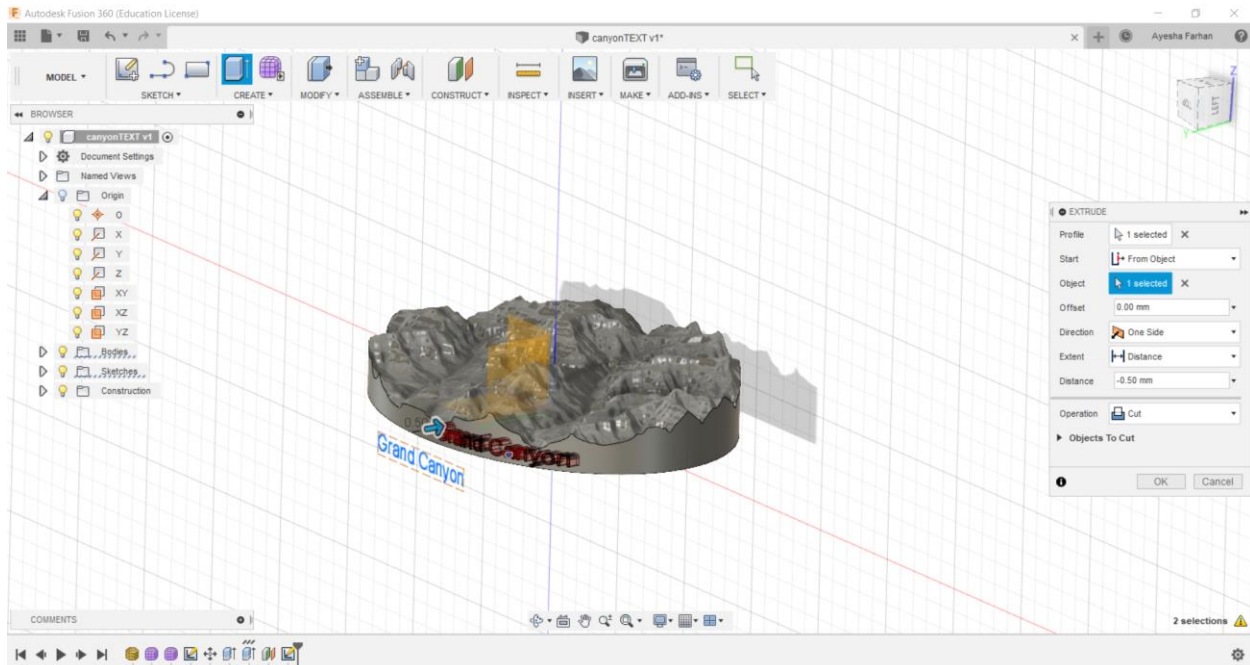 Autodesk Fusion 360 (Education License)
canyonTEXT v1*
Ayesha Farhan
MODEL
SKETCH
CREATE
MODIFY
ASSEMBLE
CONSTRUCT
INSPECT
INSERT
MAKE
ADD-INS
SELECT
BROWSER
canyonTEXT v1
Document Settings
Named Views
Origin
O
X
Y
Z
XY
XZ
YZ
Bodies
Sketches
Construction
Z
LEFT
Y
EXTRUDE
Profile 1 selected
Start From Object
Object 1 selected
Offset 0.00 mm
Direction One Side
Extent Distance
Distance -0.50 mm
Operation Cut
Objects To Cut
OK Cancel
Grand Canyon
COMMENTS
2 selections